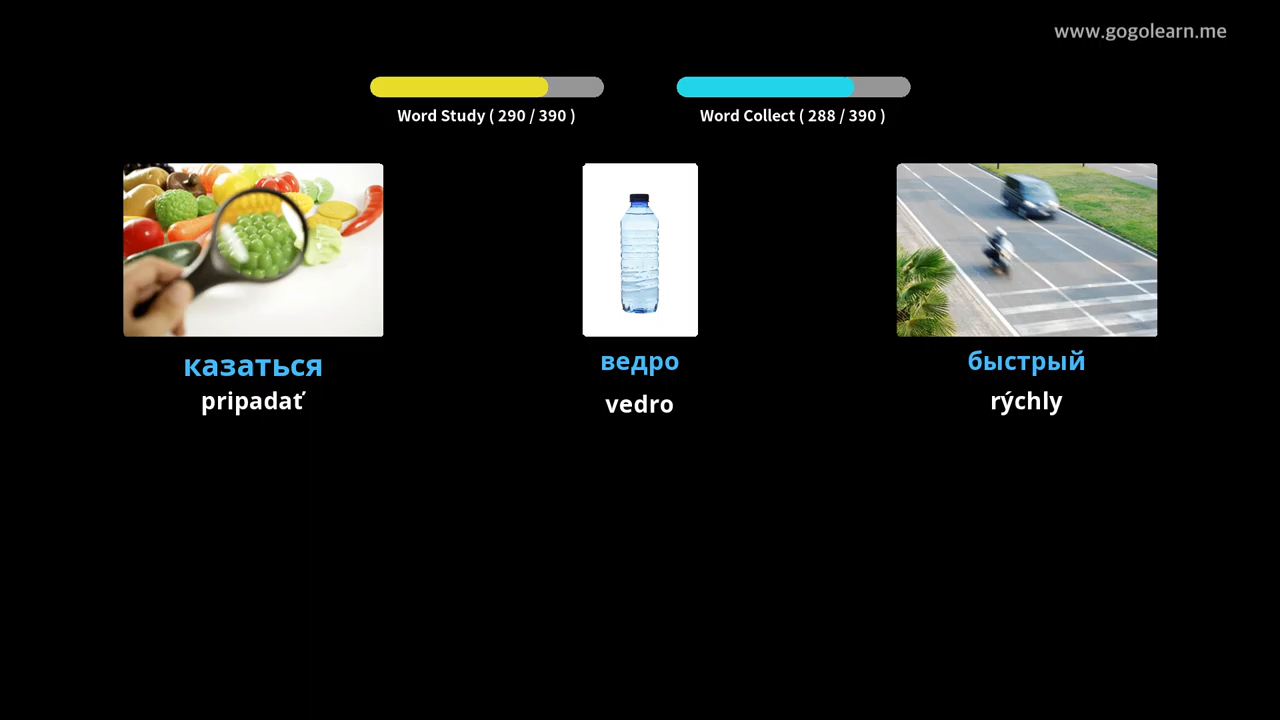 www.gogolearn.me
Word Study ( 290 / 390 )
Word Collect ( 288 / 390 )
казаться
pripadať
ведро
vedro
быстрый
rýchly